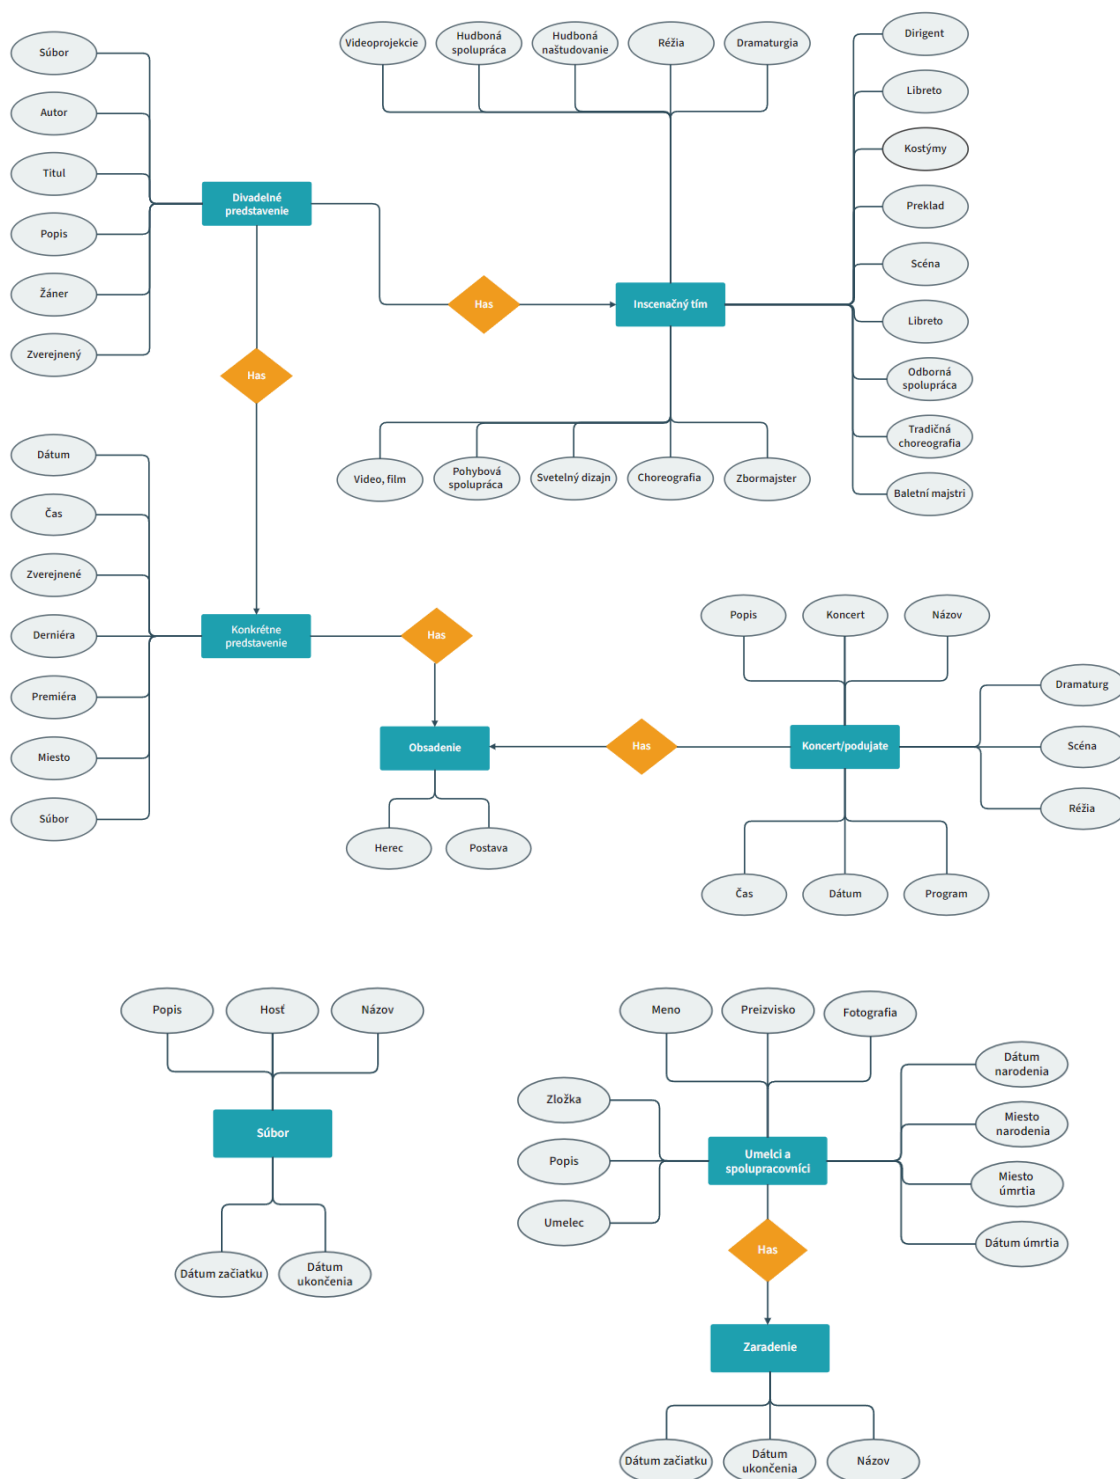 Súbor
Autor
Titul
Popis
Žáner
Zverejnený
Divadelné
predstavenie
Has
Videoprojekcie
Hudboná
spolupráca
Hudboná
naštudovanie
Réžia
Dramaturgia
Has
Inscenačný tím
Dirigent
Libreto
Kostýmy
Preklad
Scéna
Libreto
Odborná
spolupráca
Tradičná
choreografia
Baletní majstri
Video, film
Pohybová
spolupráca
Svetelný dizajn
Choreografia
Zbormajster
Dátum
Čas
Zverejnené
Derniéra
Premiéra
Miesto
Súbor
Konkrétne
predstavenie
Has
Obsadenie
Herec
Postava
Has
Popis
Koncert
Názov
Koncert/podujate
Dramaturg
Scéna
Réžia
Čas
Dátum
Program
Popis
Hosť
Názov
Súbor
Dátum začiatku
Dátum
ukončenia
Meno
Preizvisko
Fotografia
Zložka
Popis
Umelec
Umelci a
spolupracovníci
Dátum
narodenia
Miesto
narodenia
Miesto
úmrtia
Dátum úmrtia
Has
Zaradenie
Dátum začiatku
Dátum
ukončenia
Názov